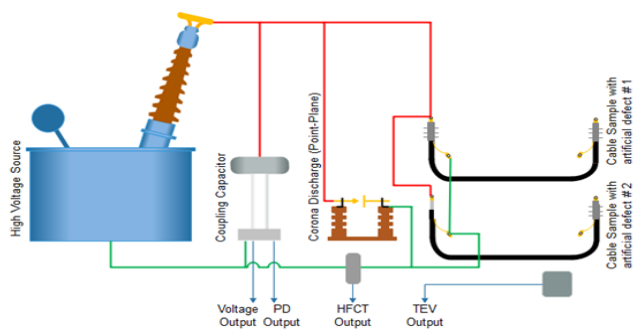 High Voltage Source
Coupling Capacitor
Corona Discharge (Point-Plane)
Cable Sample with
artificial defect #1
Cable Sample with
artificial defect #2
Voltage
Output
PD
Output
HFCT
Output
TEV
Output